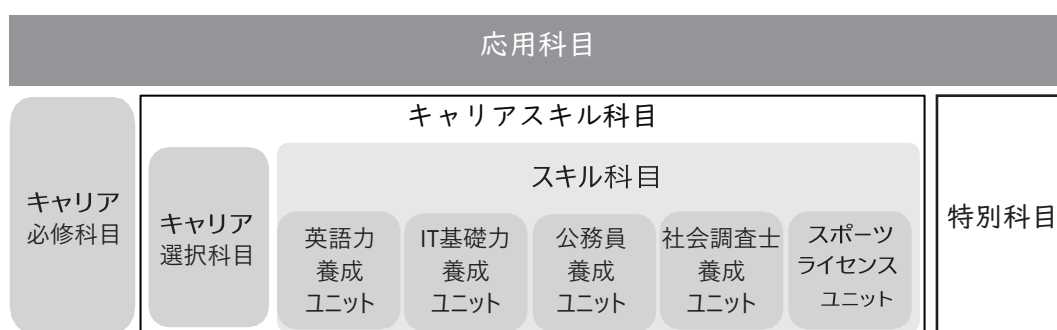 応用科目
キャリア
必修科目
キャリアスキル科目
キャリア
選択科目
スキル科目
英語力
養成
ユニット
IT基礎力
養成
ユニット
公務員
養成
ユニット
社会調査士
養成
ユニット
スポーツ
ライセンス
ユニット
特別科目